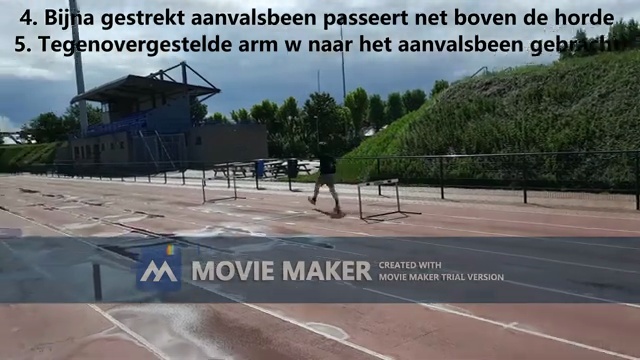 4. Bijna gestrekt aanvalsbeen passeert net boven de horde
5. Tegenovergestelde arm w naar het aanvalsbeen gebracht
MOVIE MAKER
CREATED WITH
MOVIE MAKER TRIAL VERSION